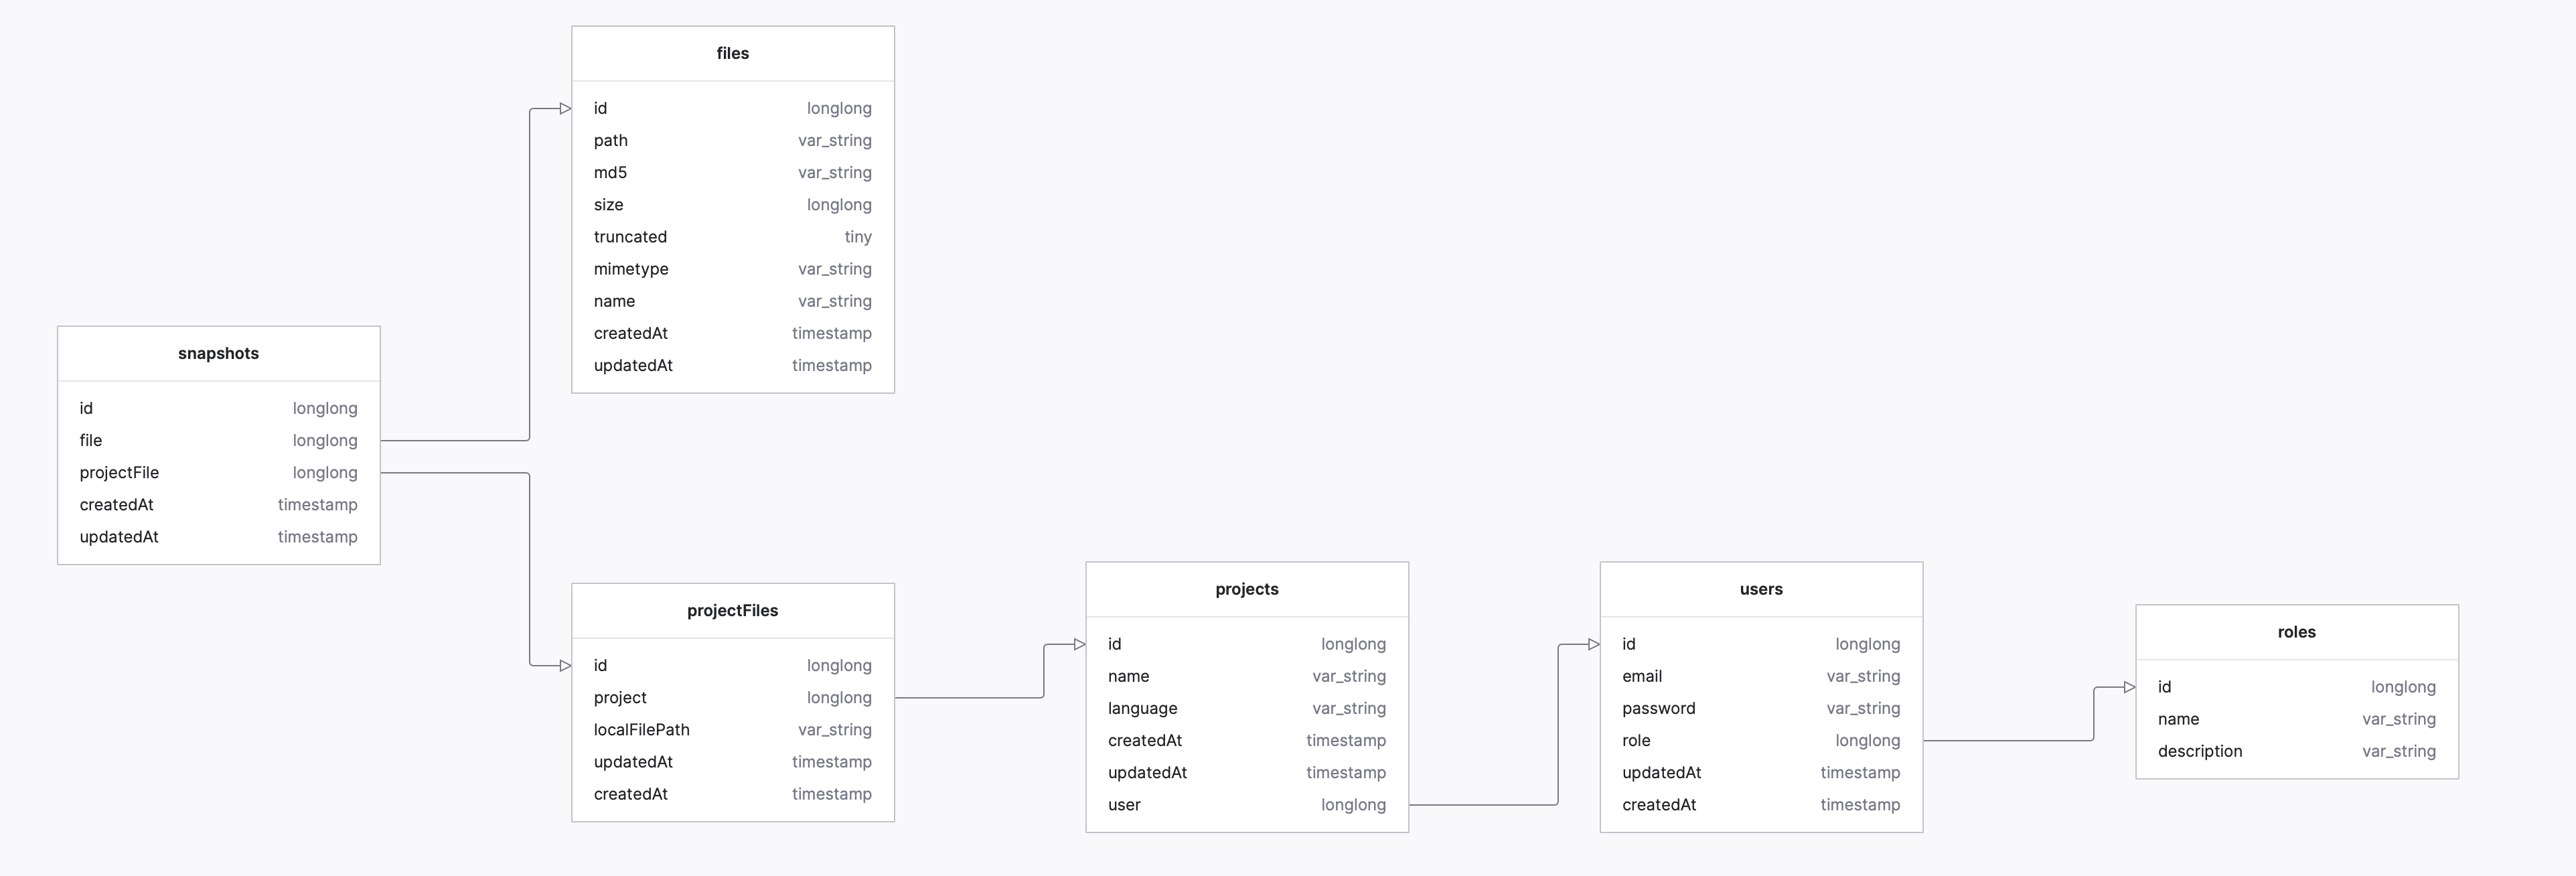 files
id longlong
path var_string
md5 var_string
size longlong
truncated tiny
mimetype var_string
name var_string
createdAt timestamp
updatedAt timestamp
snapshots
id longlong
file longlong
projectFile longlong
createdAt timestamp
updatedAt timestamp
projectFiles
id longlong
project longlong
localFilePath var_string
updatedAt timestamp
createdAt timestamp
projects
id longlong
name var_string
language var_string
createdAt timestamp
updatedAt timestamp
user longlong
users
id longlong
email var_string
password var_string
role longlong
updatedAt timestamp
createdAt timestamp
roles
id longlong
name var_string
description var_string